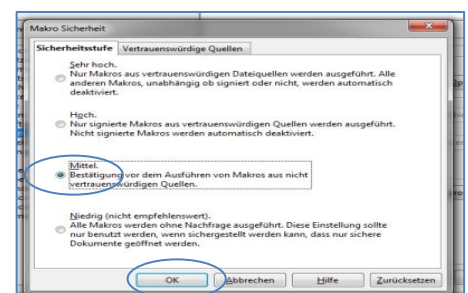 Makro Sicherheit
Sicherheitsstufe Vertrauenswürdige Quellen
Sehr hoch.
Nur Makros aus vertrauenswürdigen Dateiquellen werden ausgeführt. Alle
anderen Makros, unabhängig ob signiert oder nicht, werden automatisch
deaktiviert.
Hoch.
Nur signierte Makros aus vertrauenswürdigen Quellen werden ausgeführt.
Nicht signierte Makros werden automatisch deaktiviert.
Mittel.
Bestätigung vor dem Ausführen von Makros aus nicht
vertrauenswürdigen Quellen.
Niedrig (nicht empfehlenswert).
Alle Makros werden ohne Nachfrage ausgeführt. Diese Einstellung sollte
nur benutzt werden, wenn sichergestellt werden kann, dass nur sichere
Dokumente geöffnet werden.
OK Abbrechen Hilfe Zurücksetzen